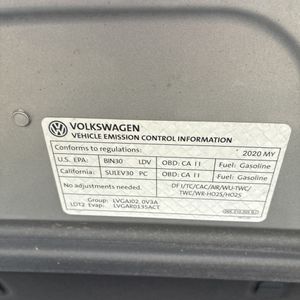 VOLKSWAGEN
VEHICLE EMISSION CONTROL INFORMATION
Conforms to regulations: 2020 MY
U.S. EPA: BIN30 LDV OBD: CA II Fuel: Gasoline
California: SULEV30 PC OBD: CA II Fuel: Gasoline
No adjustments needed. DFI/TC/CAC/AIR/WU-TWC/
TWC/WR-HO2S/HO2S
Group: LVGAJ02.0V3A
LDT2 Evap: LVGAR0135ACT